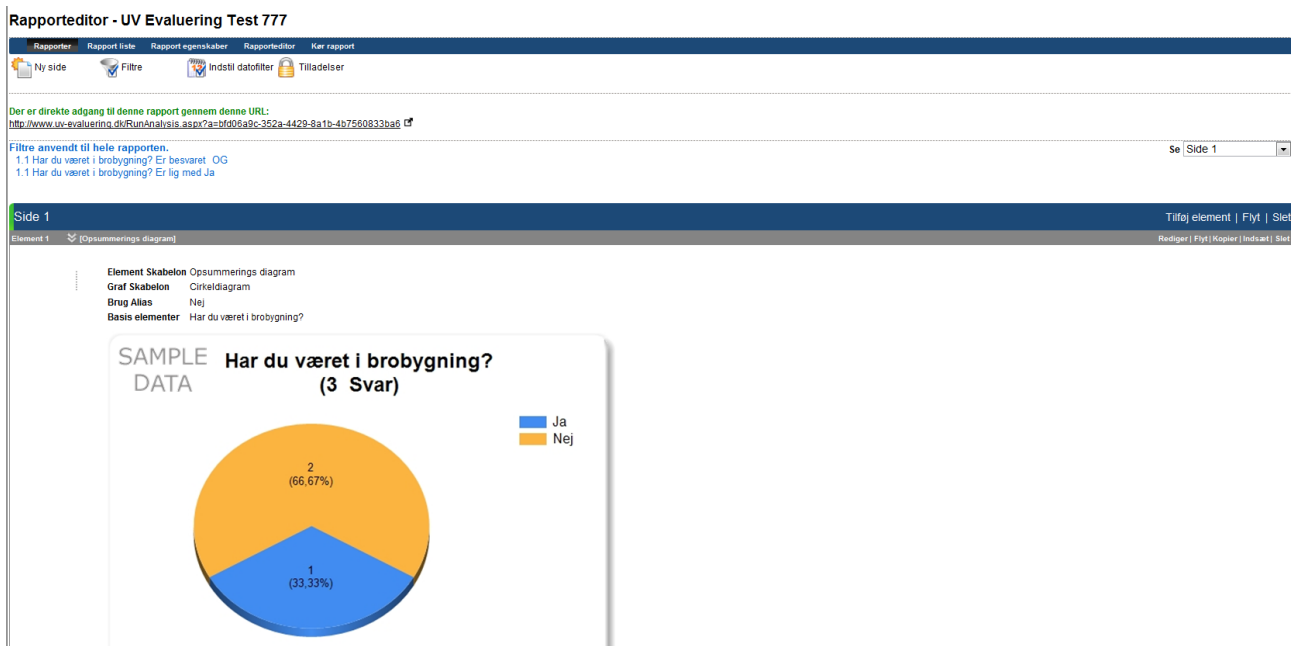 Rapporteditor - UV Evaluering Test 777
Rapporter Rapport liste Rapport egenskaber Rapporteditor Kør rapport
Ny side Filtre Indstil datofilter Tilladelser
Der er direkte adgang til denne rapport gennem denne URL:
http://www.uv-evaluering.dk/RunAnalysis.aspx?a=bfd06a9c-352a-4429-8a1b-4b7560833ba6
Filtre anvendt til hele rapporten.
Se Side 1
1.1 Har du været i brobygning? Er besvaret OG
1.1 Har du været i brobygning? Er lig med Ja
Side 1 Tilføj element | Flyt | Slet
Element 1 [Opsummerings diagram] Rediger | Flyt | Kopier | Indsæt | Slet
Element Skabelon Opsummerings diagram
Graf Skabelon Cirkeldiagram
Brug Alias Nej
Basis elementer Har du været i brobygning?
SAMPLE
DATA
Har du været i brobygning?
(3 Svar)
Ja
Nej
2
(66,67%)
1
(33,33%)